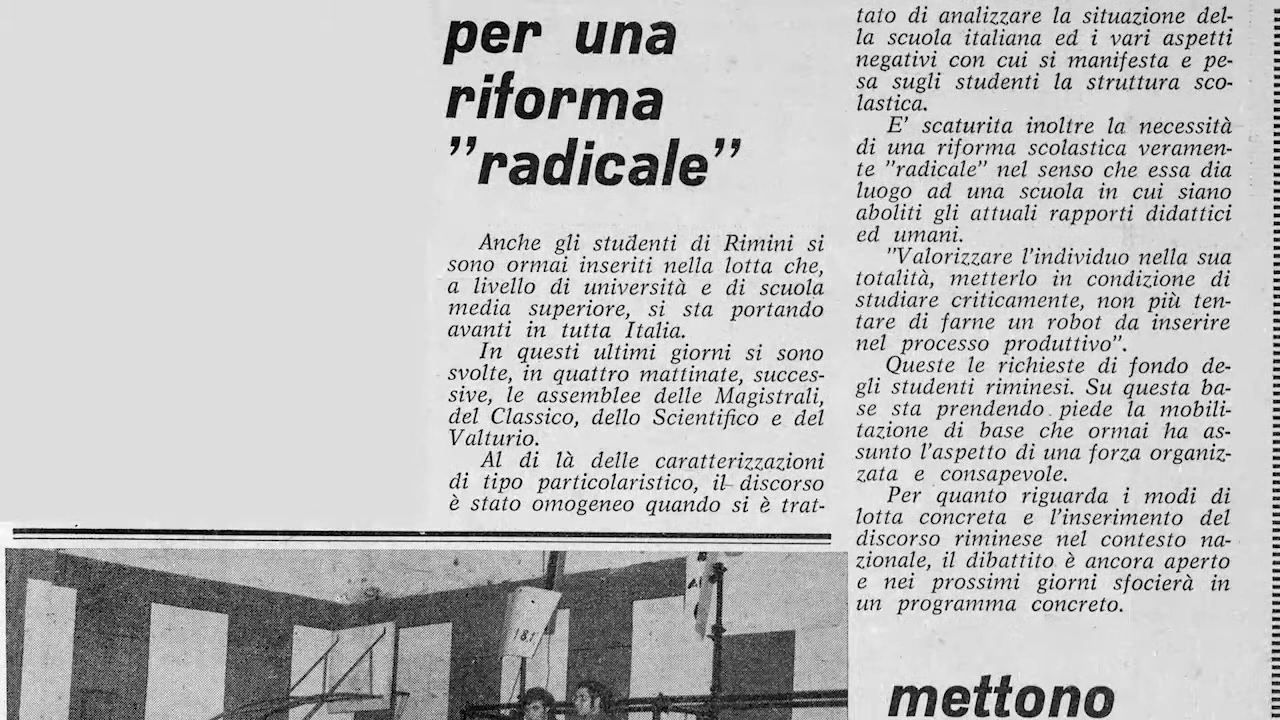 per una
riforma
"radicale"
Anche gli studenti di Rimini si
sono ormai inseriti nella lotta che,
a livello di università e di scuola
media superiore, si sta portando
avanti in tutta Italia.
In questi ultimi giorni si sono
svolte, in quattro mattinate, succes-
sive, le assemblee delle Magistrali,
del Classico, dello Scientifico e del
Valturio.
Al di là delle caratterizzazioni
di tipo particolaristico, il discorso
è stato omogeneo quando si è trat-
tato di analizzare la situazione del-
la scuola italiana ed i vari aspetti
negativi con cui si manifesta e pe-
sa sugli studenti la struttura sco-
lastica.
E' scaturita inoltre la necessità
di una riforma scolastica veramen-
te "radicale" nel senso che essa dia
luogo ad una scuola in cui siano
aboliti gli attuali rapporti didattici
ed umani.
"Valorizzare l'individuo nella sua
totalità, metterlo in condizione di
studiare criticamente, non più ten-
tare di farne un robot da inserire
nel processo produttivo".
Queste le richieste di fondo de-
gli studenti riminesi. Su questa ba-
se sta prendendo piede la mobili-
tazione di base che ormai ha as-
sunto l'aspetto di una forza organiz-
zata e consapevole.
Per quanto riguarda i modi di
lotta concreta e l'inserimento del
discorso riminese nel contesto na-
zionale, il dibattito è ancora aperto
e nei prossimi giorni sfocierà in
un programma concreto.
mettono